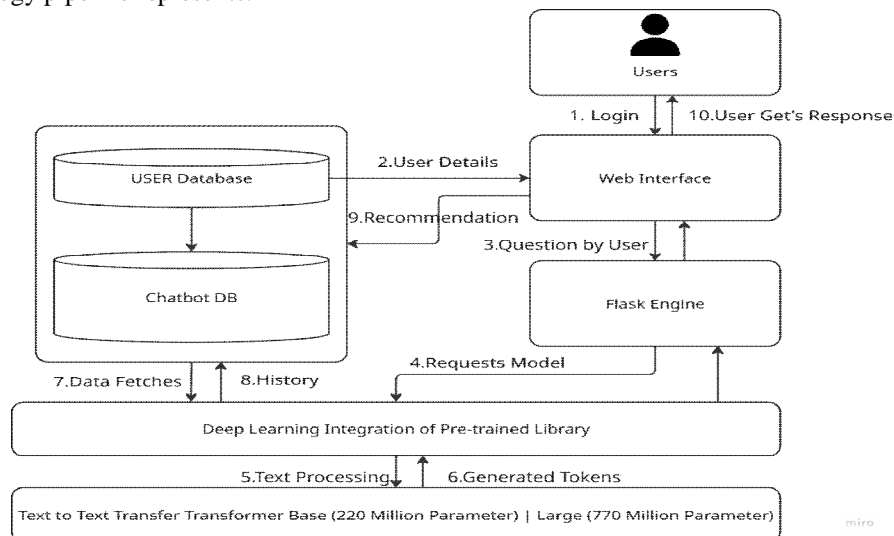 Users
1. Login
10.User Get's Response
USER Database
2.User Details
Web Interface
9.Recommendation
3.Question by User
Chatbot DB
Flask Engine
4.Requests Model
7.Data Fetches
8.History
Deep Learning Integration of Pre-trained Library
5.Text Processing
6.Generated Tokens
Text to Text Transfer Transformer Base (220 Million Parameter) | Large (770 Million Parameter)
miro